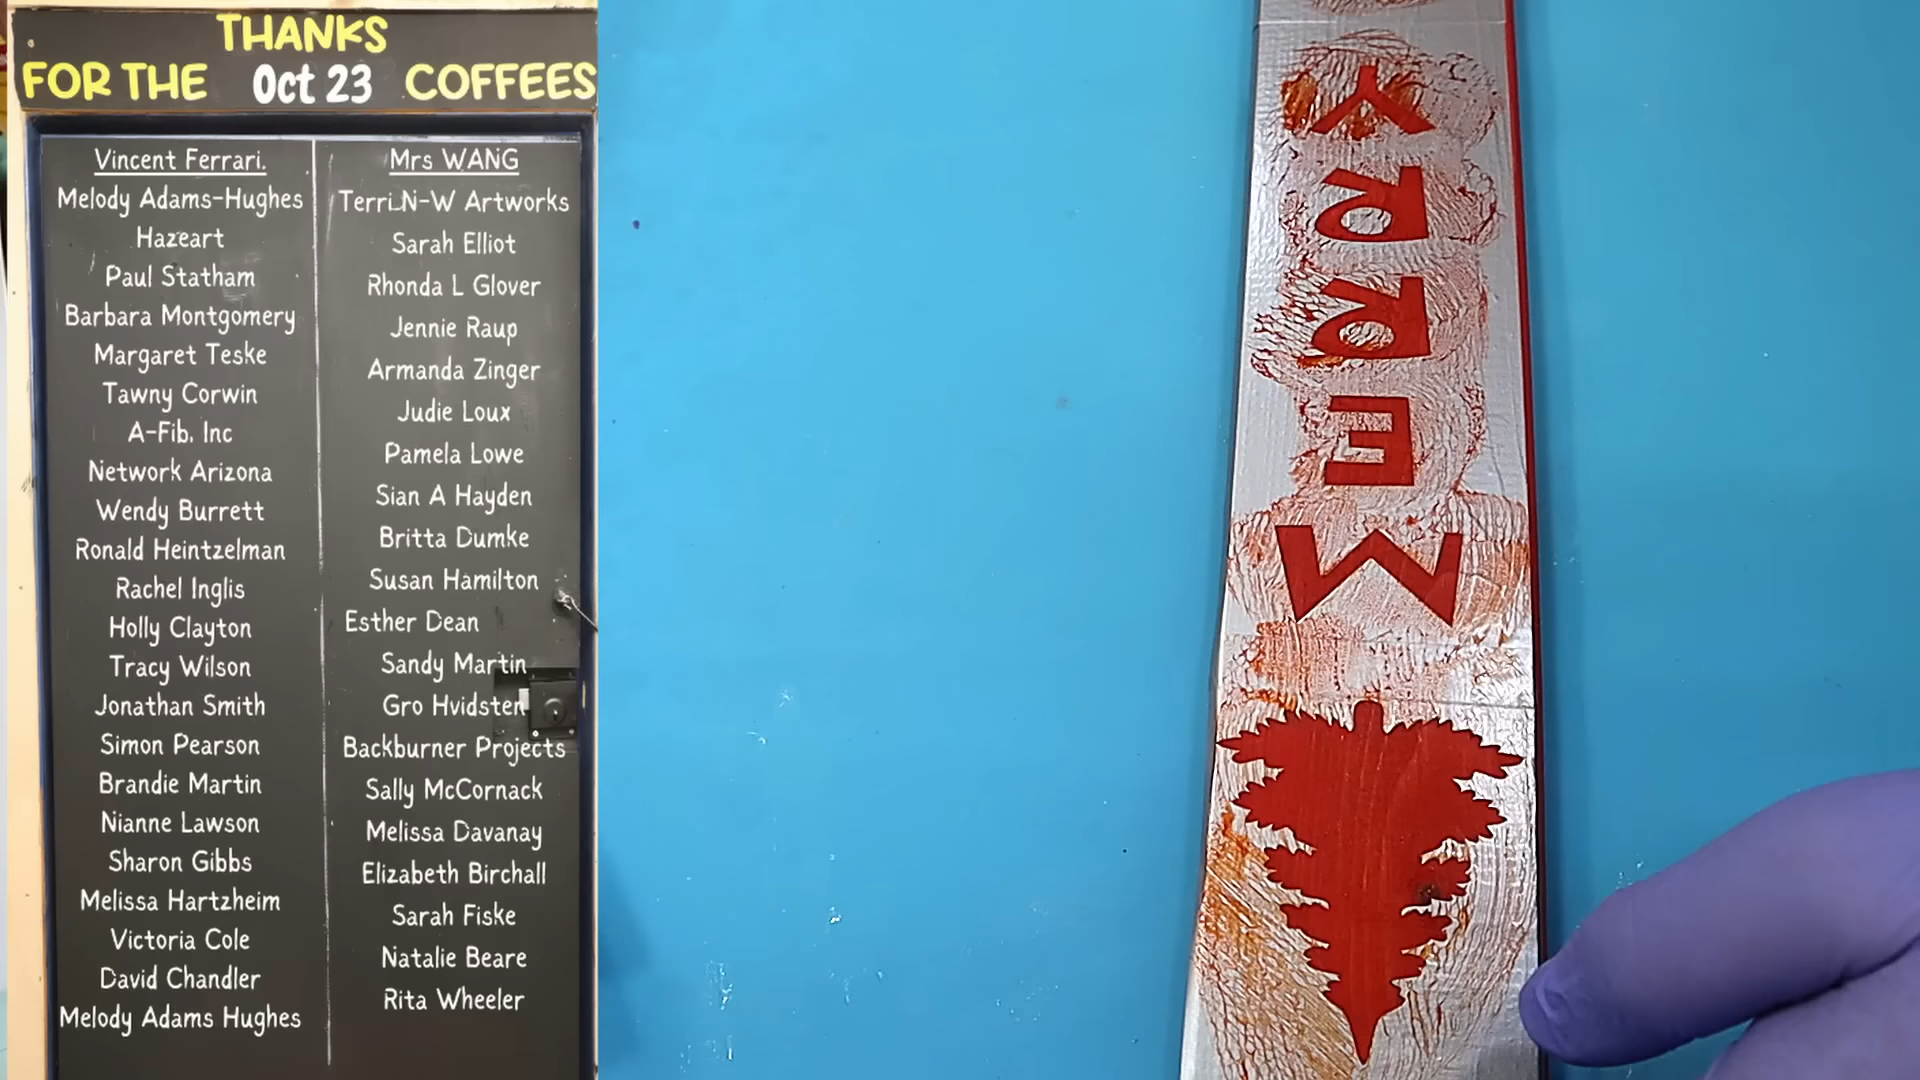 THANKS
FOR THE Oct 23 COFFEES
Vincent Ferrari.
Melody Adams-Hughes
Hazeart
Paul Statham
Barbara Montgomery
Margaret Teske
Tawny Corwin
A-Fib. Inc
Network Arizona
Wendy Burrett
Ronald Heintzelman
Rachel Inglis
Holly Clayton
Tracy Wilson
Jonathan Smith
Simon Pearson
Brandie Martin
Nianne Lawson
Sharon Gibbs
Melissa Hartzheim
Victoria Cole
David Chandler
Melody Adams Hughes
Mrs WANG
Terri N-W Artworks
Sarah Elliot
Rhonda L Glover
Jennie Raup
Armanda Zinger
Judie Loux
Pamela Lowe
Sian A Hayden
Britta Dumke
Susan Hamilton
Esther Dean
Sandy Martin
Gro Hvidsten
Backburner Projects
Sally McCornack
Melissa Davanay
Elizabeth Birchall
Sarah Fiske
Natalie Beare
Rita Wheeler
MERRY